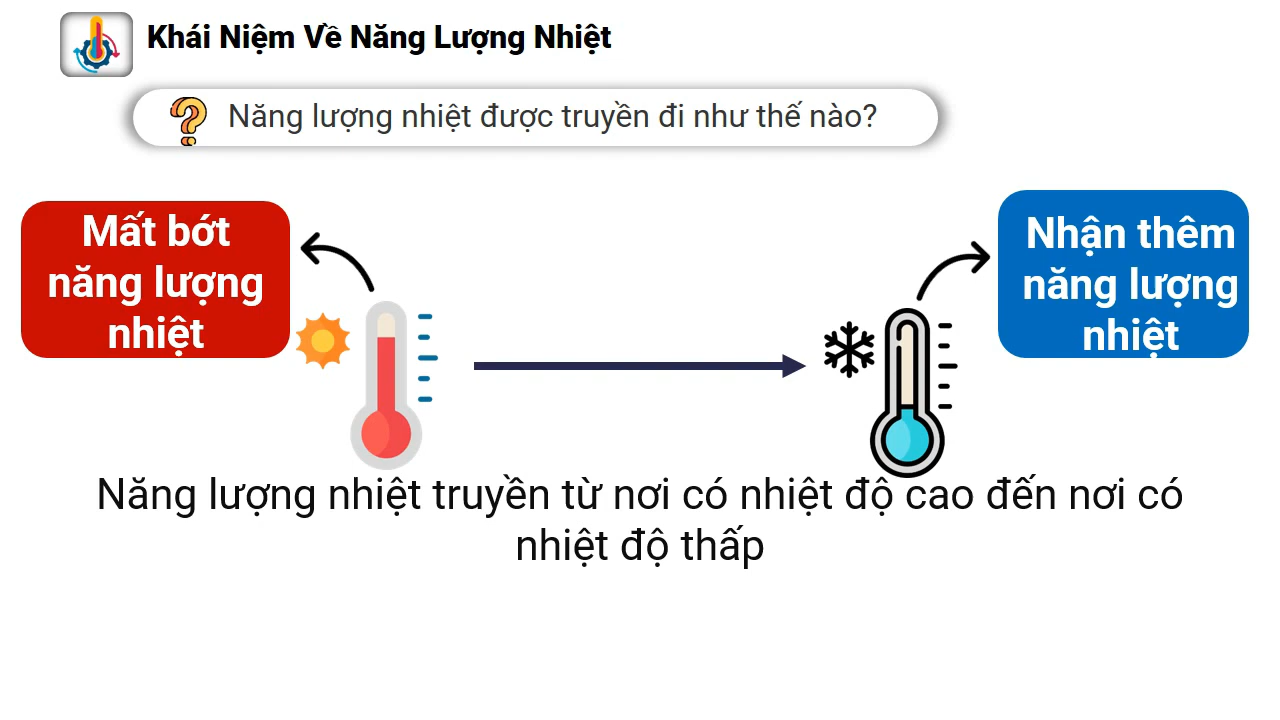 Khái Niệm Về Năng Lượng Nhiệt
Năng lượng nhiệt được truyền đi như thế nào?
Mất bớt
năng lượng
nhiệt
Nhận thêm
năng lượng
nhiệt
Năng lượng nhiệt truyền từ nơi có nhiệt độ cao đến nơi có
nhiệt độ thấp